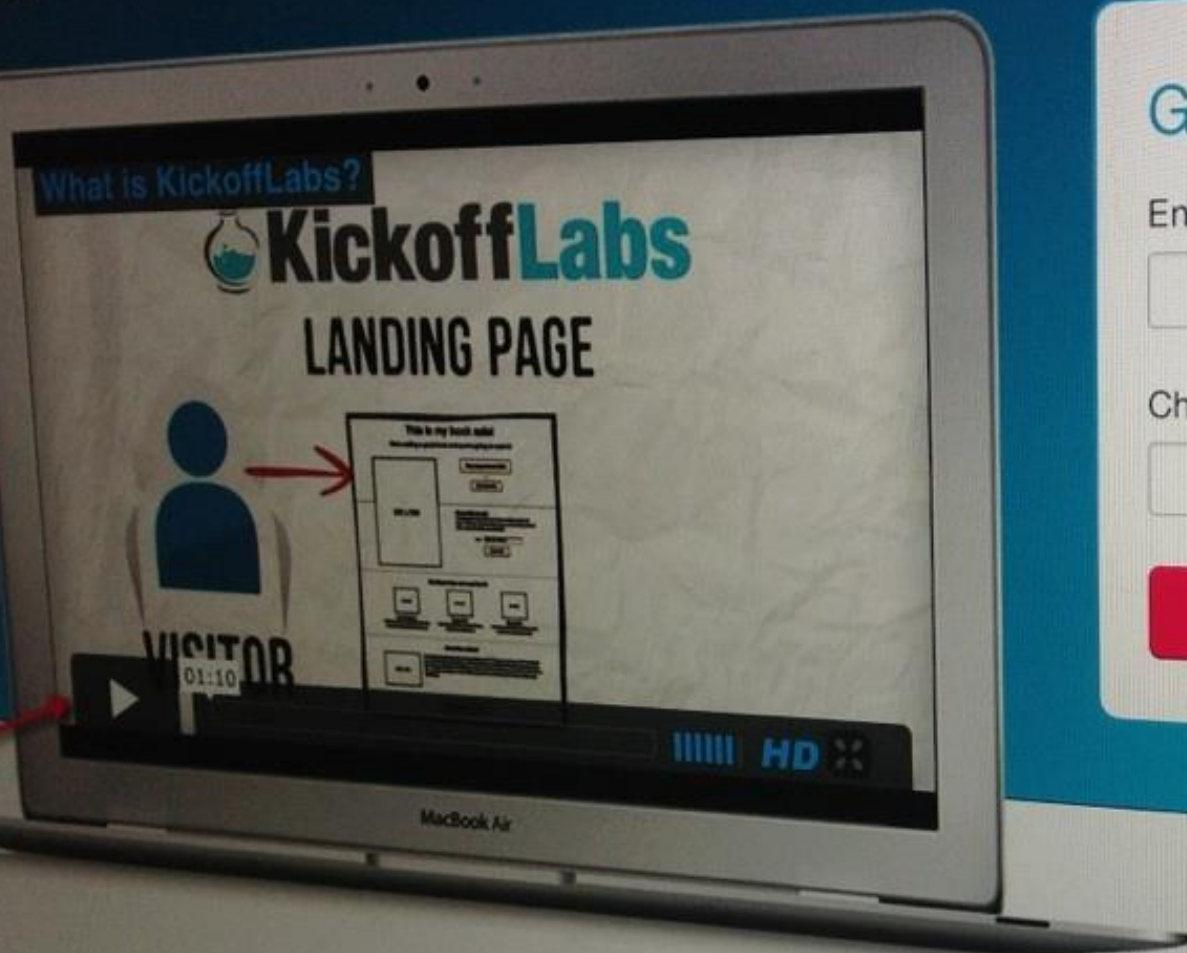 What is KickoffLabs?
KickoffLabs
LANDING PAGE
This is my book sale!
VISITOR
01:10
HD
MacBook Air
G
En
Ch